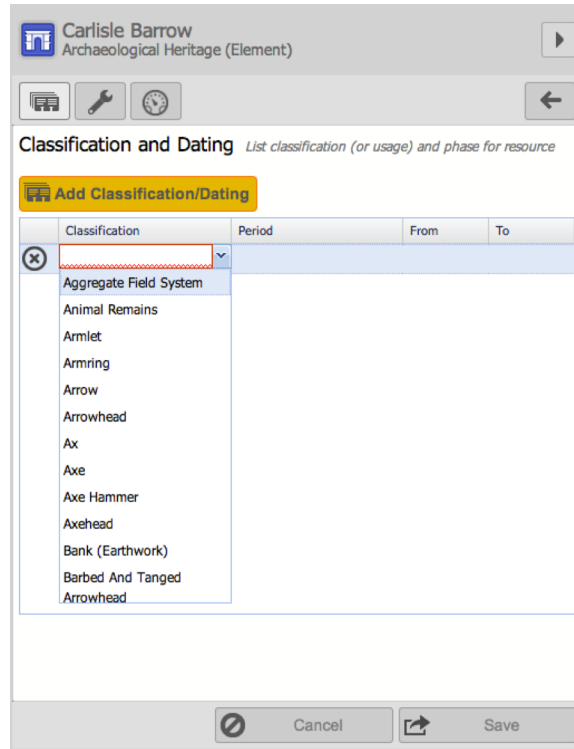 Carlisle Barrow
Archaeological Heritage (Element)
Classification and Dating List classification (or usage) and phase for resource
Add Classification/Dating
Classification Period From To
Aggregate Field System
Animal Remains
Armlet
Armring
Arrow
Arrowhead
Ax
Axe
Axe Hammer
Axehead
Bank (Earthwork)
Barbed And Tanged
Arrowhead
Cancel Save